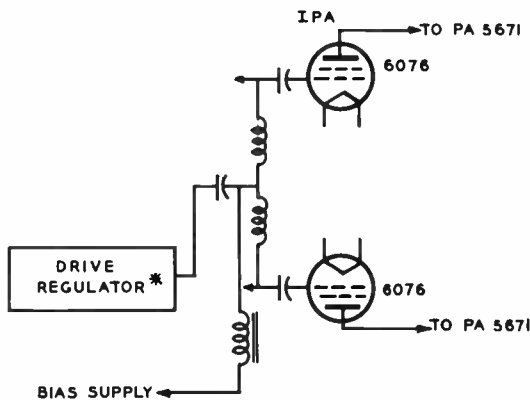 IPA
TO PA 5671
6076
DRIVE
REGULATOR*
6076
TO PA 5671
BIAS SUPPLY